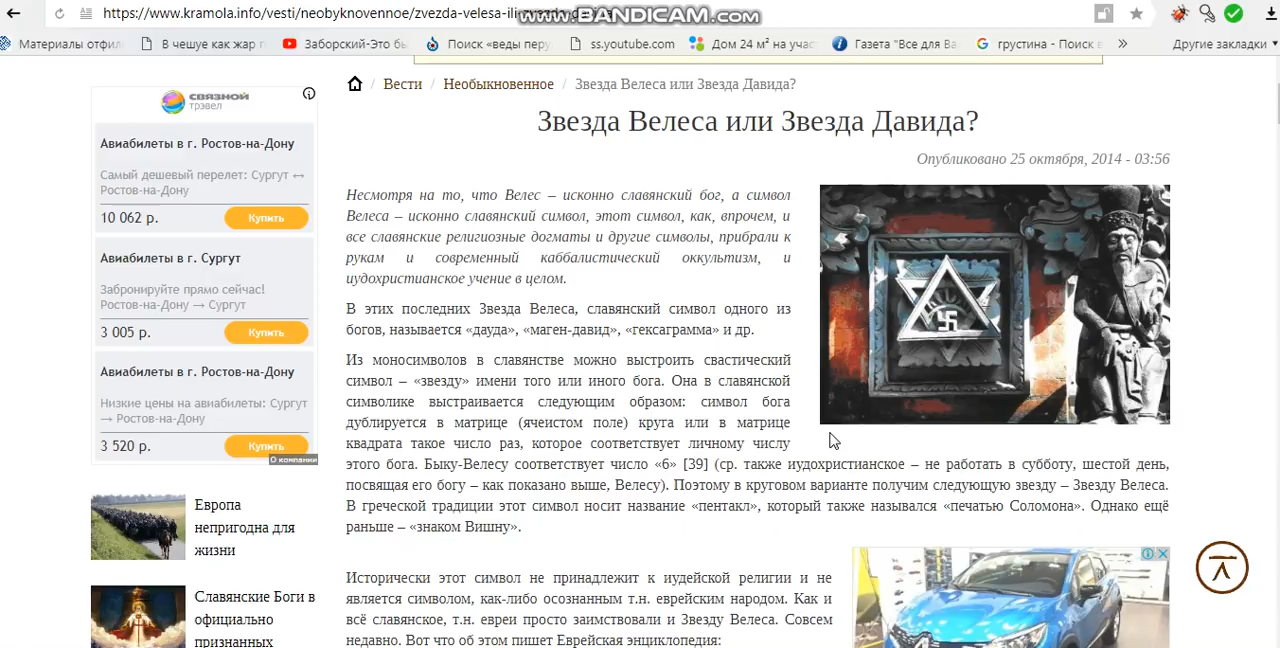 https://www.kramola.info/vesti/neobyknovennoe/zvezda-velesa-ili
www.BANDICAM.com
Материалы отфил
В чешуе как жар г
Заборский-Это бы
Поиск «веды перу
ss.youtube.com
Дом 24 м² на учас
Газета "Все для Ва
грустина - Поиск в
»
Другие закладки
/ Вести / Необыкновенное / Звезда Велеса или Звезда Давида?
Звезда Велеса или Звезда Давида?
Опубликовано 25 октября, 2014 - 03:56
связной
трэвел
Авиабилеты в г. Ростов-на-Дону
Самый дешевый перелет: Сургут ↔
Ростов-на-Дону
10 062 р.
Купить
Авиабилеты в г. Сургут
Забронируйте прямо сейчас!
Ростов-на-Дону → Сургут
3 005 р.
Купить
Авиабилеты в г. Ростов-на-Дону
Низкие цены на авиабилеты: Сургут
→ Ростов-на-Дону
3 520 р.
Купить
О компании
Европа
непригодна для
жизни
Славянские Боги в
официально
признанных
Несмотря на то, что Велес – исконно славянский бог, а символ
Велеса – исконно славянский символ, этот символ, как, впрочем, и
все славянские религиозные догматы и другие символы, прибрали к
рукам и современный каббалистический оккультизм, и
иудохристианское учение в целом.
В этих последних Звезда Велеса, славянский символ одного из
богов, называется «дауда», «маген-давид», «гексаграмма» и др.
Из моносимволов в славянстве можно выстроить свастический
символ – «звезду» имени того или иного бога. Она в славянской
символике выстраивается следующим образом: символ бога
дублируется в матрице (ячеистом поле) круга или в матрице
квадрата такое число раз, которое соответствует личному числу
этого бога. Быку-Велесу соответствует число «6» [39] (ср. также иудохристианское – не работать в субботу, шестой день,
посвящая его богу – как показано выше, Велесу). Поэтому в круговом варианте получим следующую звезду – Звезду Велеса.
В греческой традиции этот символ носит название «пентакл», который также назывался «печатью Соломона». Однако ещё
раньше – «знаком Вишну».
Исторически этот символ не принадлежит к иудейской религии и не
является символом, как-либо осознанным т.н. еврейским народом. Как и
всё славянское, т.н. евреи просто заимствовали и Звезду Велеса. Совсем
недавно. Вот что об этом пишет Еврейская энциклопедия: